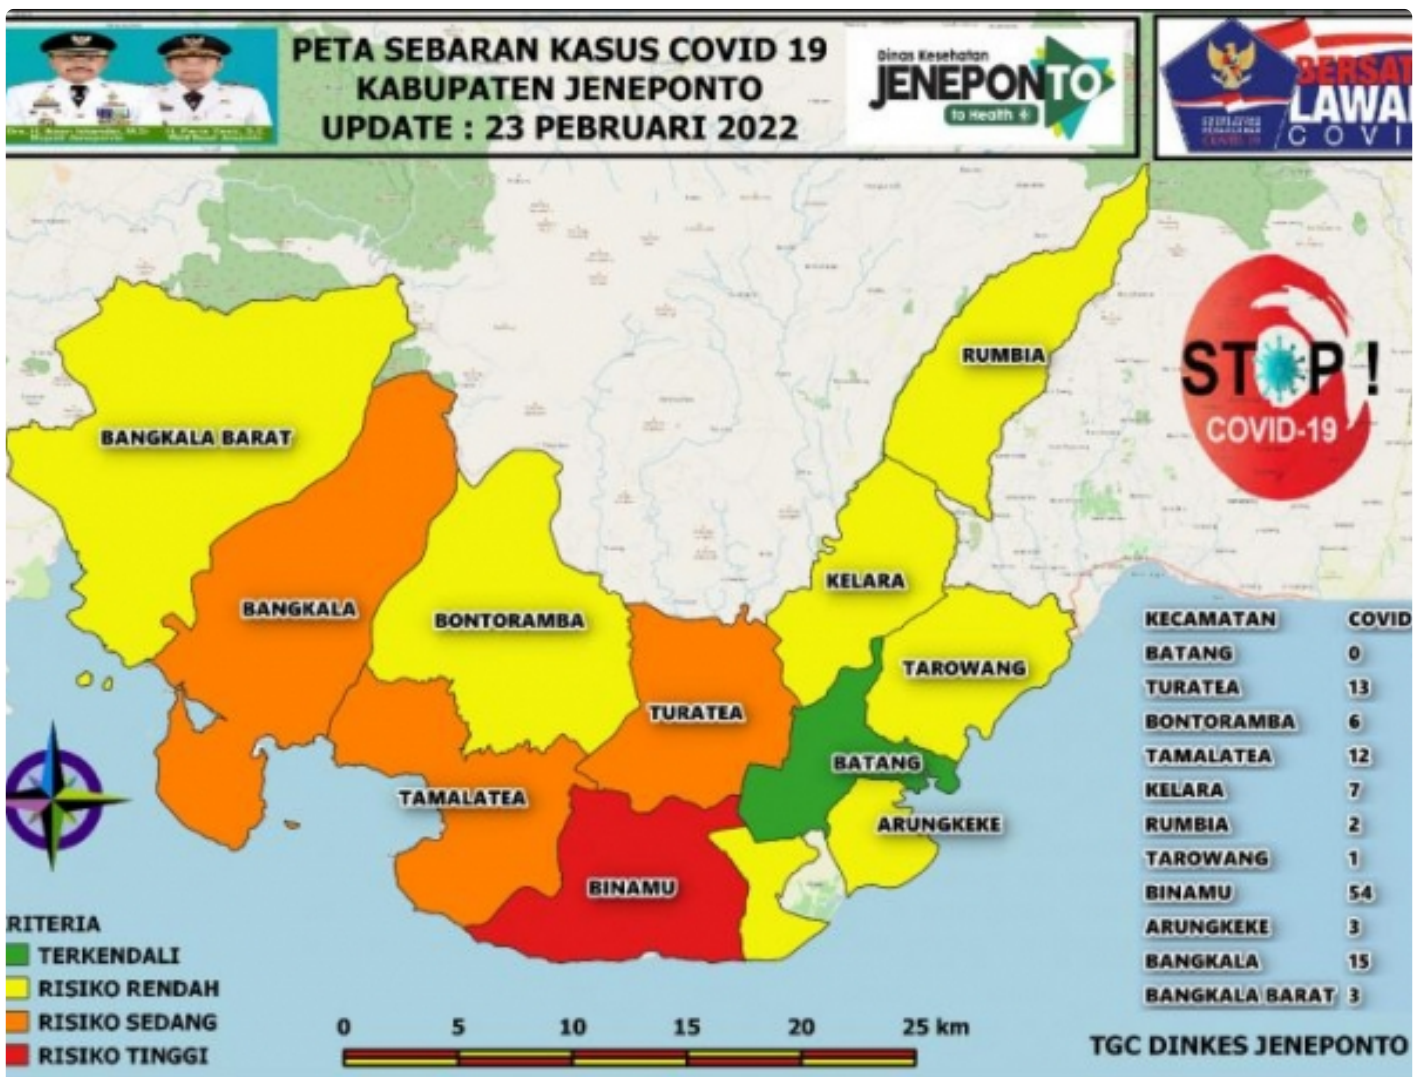 PETA SEBARAN KASUS COVID 19
KABUPATEN JENEPONTO
UPDATE : 23 PEBRUARI 2022
Dinas Kesehatan
JENEPONTO
to Health
BERSAT
LAWA
COVI
RUMBIA
STOP !
COVID-19
BANGKALA BARAT
KELARA
BANGKALA
BONTORAMBA
TAROWANG
TURATEA
BATANG
TAMALATEA
ARUNGKEKE
BINAMU
KECAMATAN COVID
BATANG 0
TURATEA 13
BONTORAMBA 6
TAMALATEA 12
KELARA 7
RUMBIA 2
TAROWANG 1
BINAMU 54
ARUNGKEKE 3
BANGKALA 15
BANGKALA BARAT 3
RITERIA
TERKENDALI
RISIKO RENDAH
RISIKO SEDANG
RISIKO TINGGI
0 5 10 15 20 25 km
TGC DINKES JENEPONTO